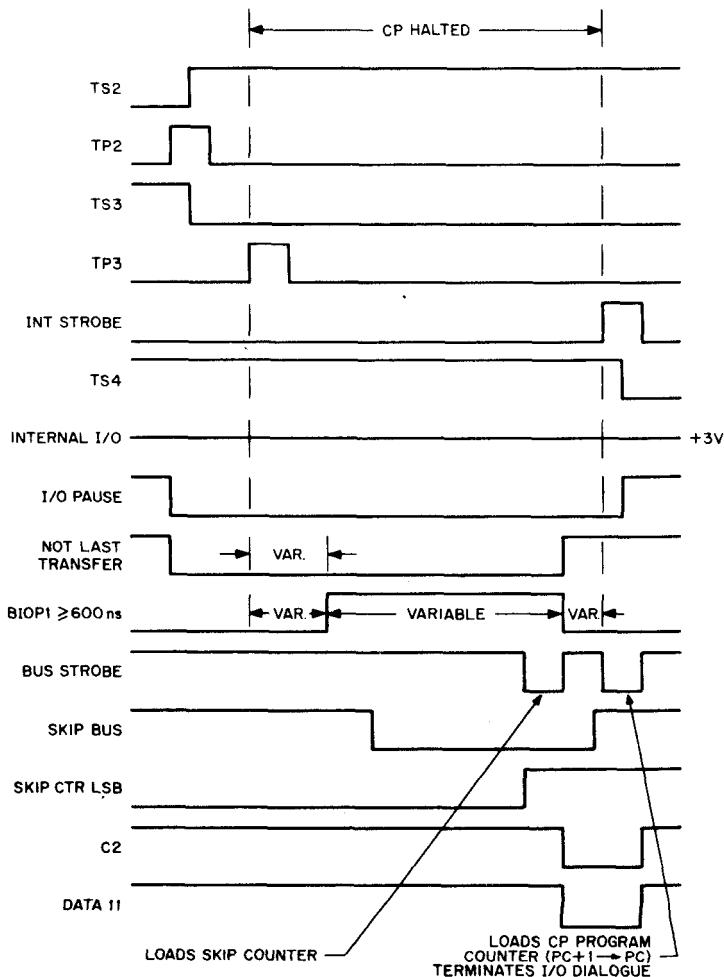 CP HALTED
TS2
TP2
TS3
TP3
INT STROBE
TS4
INTERNAL I/O
+3V
I/O PAUSE
NOT LAST
TRANSFER
VAR.
BIOP1 ≥600 ns
VAR.
VARIABLE
VAR.
BUS STROBE
SKIP BUS
SKIP CTR LSB
C2
DATA 11
LOADS SKIP COUNTER
LOADS CP PROGRAM
COUNTER (PC+1→PC)
TERMINATES I/O DIALOGUE